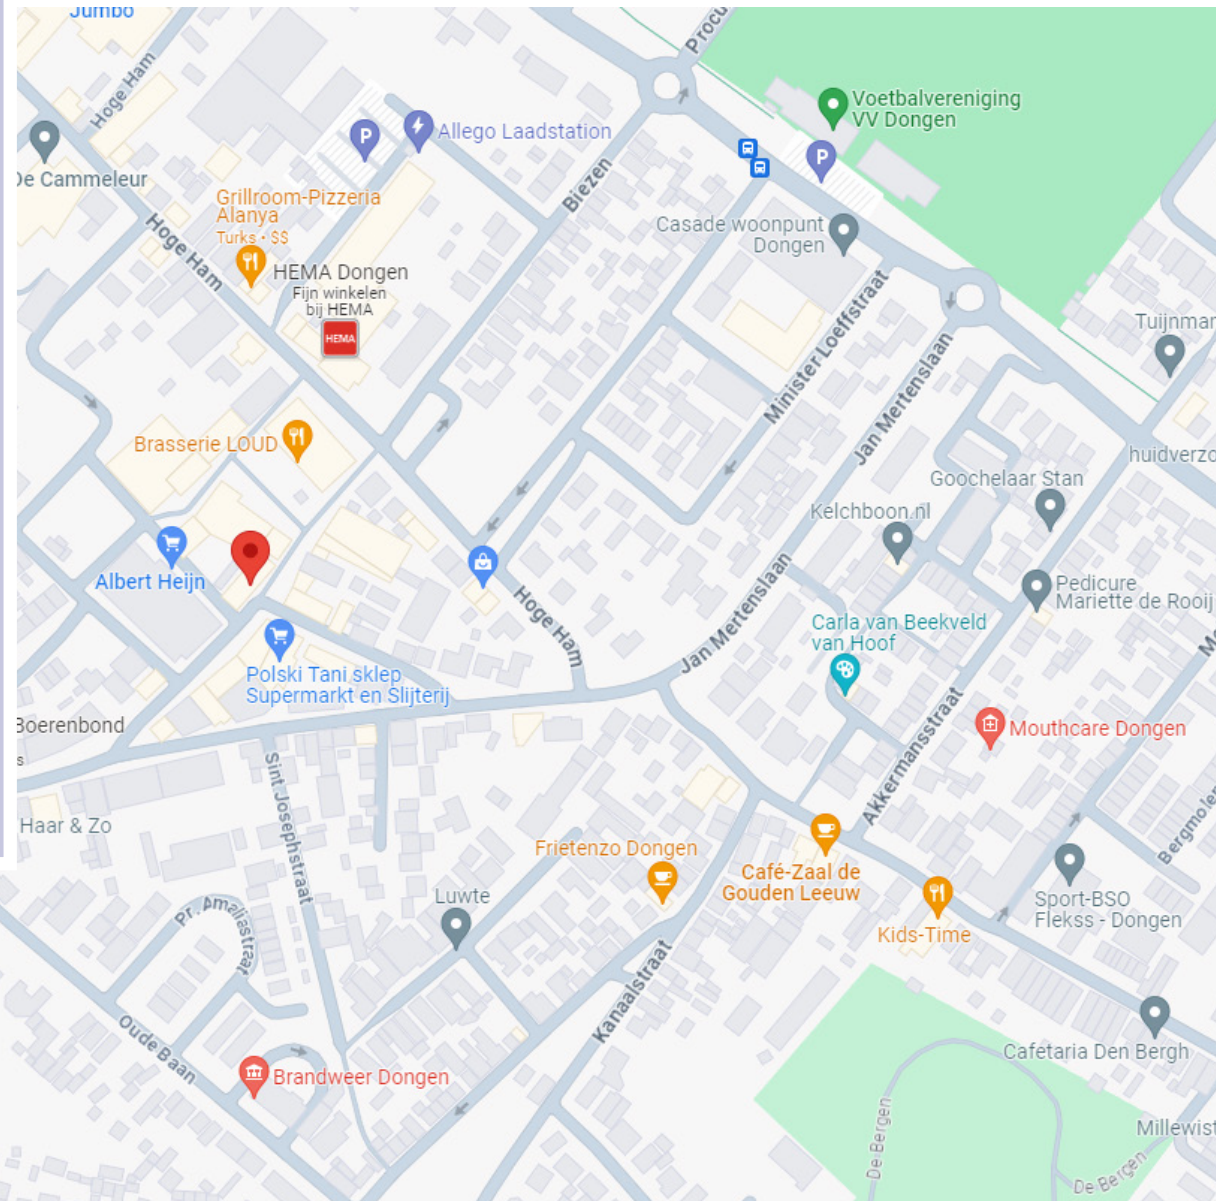 Jumbo
Hoge Ham
Procu
Voetbalvereniging
VV Dongen
P
Allego Laadstation
P
De Cammeleur
Grillroom-Pizzeria
Alanya
Turks • $$
Biezen
Casade woonpunt
Dongen
Hoge Ham
HEMA Dongen
Fijn winkelen
bij HEMA
HEMA
Minister Loeffstraat
Jan Mertenslaan
Tuijnmar
Brasserie LOUD
huidverzo
Goochelaar Stan
Kelchboon.nl
Albert Heijn
Hoge Ham
Jan Mertenslaan
Pedicure
Mariette de Rooij
Carla van Beekveld
van Hoof
Polski Tani sklep
Supermarkt en Slijterij
Akkermansstraat
Boerenbond
s
Mouthcare Dongen
Sint Josephstraat
Haar & Zo
Bergmolen
Frietenzo Dongen
Café-Zaal de
Gouden Leeuw
Luwte
Sport-BSO
Flekss - Dongen
Pr. Amaliastraat
Kids-Time
Kanaalstraat
Oude Baan
Cafetaria Den Bergh
Brandweer Dongen
De Bergen
Millewist
De Bergen